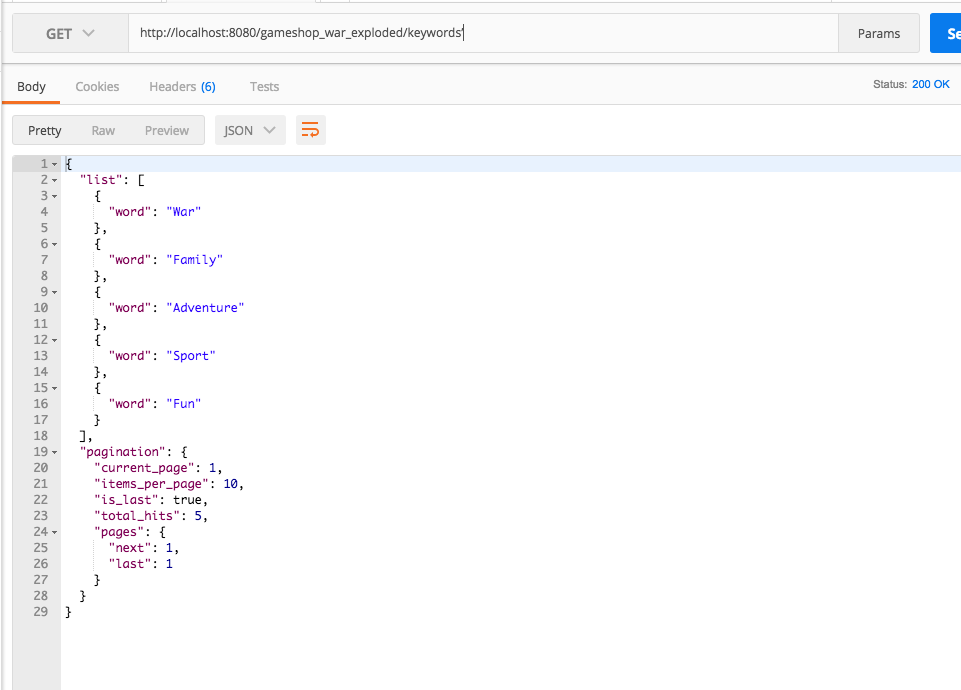 GET http://localhost:8080/gameshop_war_exploded/keywords' Params Se
Body Cookies Headers (6) Tests Status: 200 OK
Pretty Raw Preview JSON
1 {
2 "list": [
3 {
4 "word": "War"
5 },
6 {
7 "word": "Family"
8 },
9 {
10 "word": "Adventure"
11 },
12 {
13 "word": "Sport"
14 },
15 {
16 "word": "Fun"
17 }
18 ],
19 "pagination": {
20 "current_page": 1,
21 "items_per_page": 10,
22 "is_last": true,
23 "total_hits": 5,
24 "pages": {
25 "next": 1,
26 "last": 1
27 }
28 }
29 }